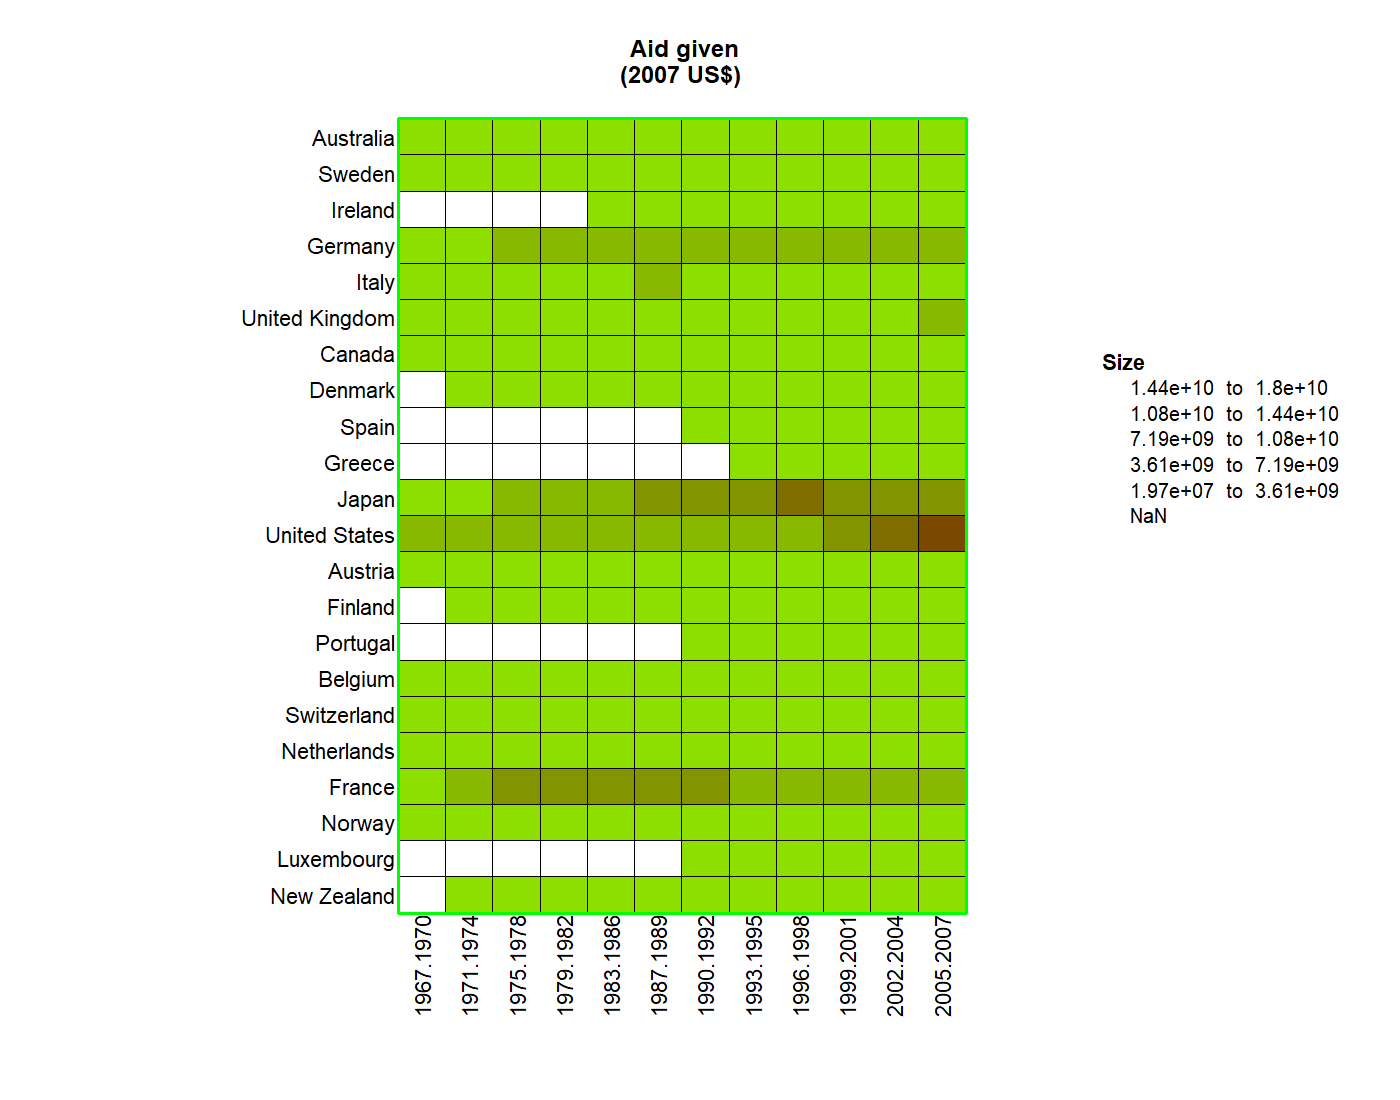 Aid given
(2007 US$)
Australia
Sweden
Ireland
Germany
Italy
United Kingdom
Canada
Denmark
Spain
Greece
Japan
United States
Austria
Finland
Portugal
Belgium
Switzerland
Netherlands
France
Norway
Luxembourg
New Zealand
1967.1970
1971.1974
1975.1978
1979.1982
1983.1986
1987.1989
1990.1992
1993.1995
1996.1998
1999.2001
2002.2004
2005.2007
Size
1.44e+10 to 1.8e+10
1.08e+10 to 1.44e+10
7.19e+09 to 1.08e+10
3.61e+09 to 7.19e+09
1.97e+07 to 3.61e+09
NaN